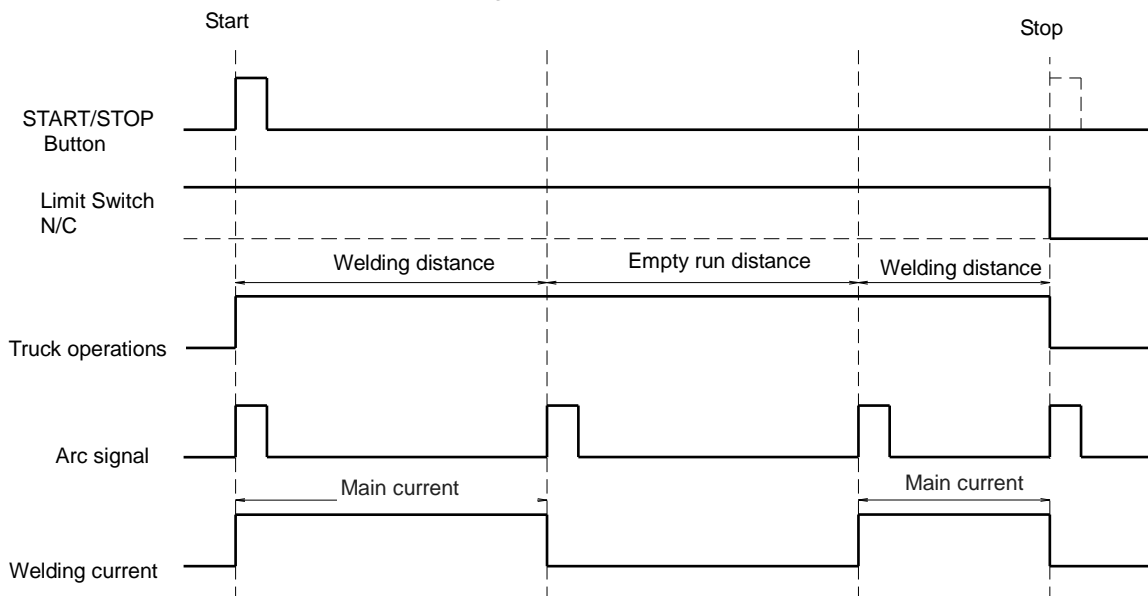 Start
Stop
START/STOP
Button
Limit Switch
N/C
Welding distance
Empty run distance
Welding distance
Truck operations
Arc signal
Main current
Main current
Welding current